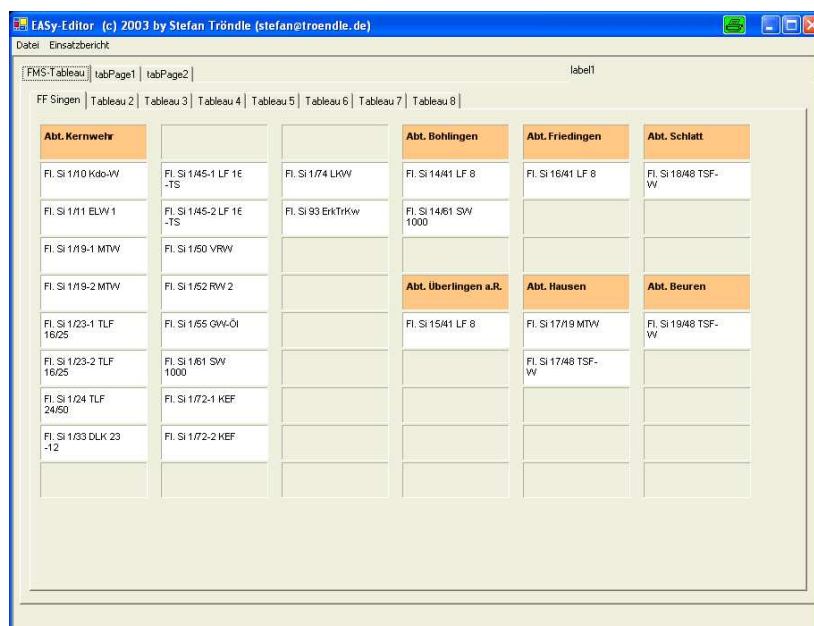 EASy-Editor (c) 2003 by Stefan Tröndle (stefan@troendle.de)
Datei Einsatzbericht
FMS-Tableau tabPage1 tabPage2
label1
FF Singen Tableau 2 Tableau 3 Tableau 4 Tableau 5 Tableau 6 Tableau 7 Tableau 8
Abt. Kernwehr Abt. Bohlingen Abt. Friedingen Abt. Schlatt
Fl. Si 1/10 Kdo-W Fl. Si 1/45-1 LF 16 Fl. Si 1/74 LKW Fl. Si 14/41 LF 8 Fl. Si 16/41 LF 8 Fl. Si 18/48 TSF-
-TS W
Fl. Si 1/11 ELW 1 Fl. Si 1/45-2 LF 16 Fl. Si 93 ErkTrKw Fl. Si 14/61 SW
-TS 1000
Fl. Si 1/19-1 MTW Fl. Si 1/50 VRW
Fl. Si 1/19-2 MTW Fl. Si 1/52 RW 2 Abt. Überlingen a.R. Abt. Hausen Abt. Beuren
Fl. Si 1/23-1 TLF Fl. Si 1/55 GW-Öl Fl. Si 15/41 LF 8 Fl. Si 17/19 MTW Fl. Si 19/48 TSF-
16/25 W
Fl. Si 1/23-2 TLF Fl. Si 1/61 SW Fl. Si 17/48 TSF-
16/25 1000 W
Fl. Si 1/24 TLF Fl. Si 1/72-1 KEF
24/50
Fl. Si 1/33 DLK 23 Fl. Si 1/72-2 KEF
-12